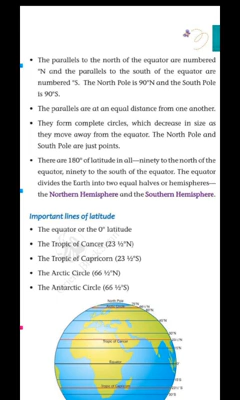 • The parallels to the north of the equator are numbered
°N and the parallels to the south of the equator are
numbered °S. The North Pole is 90°N and the South Pole
is 90°S.
• The parallels are at an equal distance from one another.
• They form complete circles, which decrease in size as
they move away from the equator. The North Pole and
South Pole are just points.
• There are 180° of latitude in all—ninety to the north of the
equator, ninety to the south of the equator. The equator
divides the Earth into two equal halves or hemispheres—
the Northern Hemisphere and the Southern Hemisphere.
Important lines of latitude
• The equator or the 0° latitude
• The Tropic of Cancer (23 ½°N)
• The Tropic of Capricorn (23 ½°S)
• The Arctic Circle (66 ½°N)
• The Antarctic Circle (66 ½°S)
North Pole
Tropic of Cancer
Equator
Tropic of Capricorn